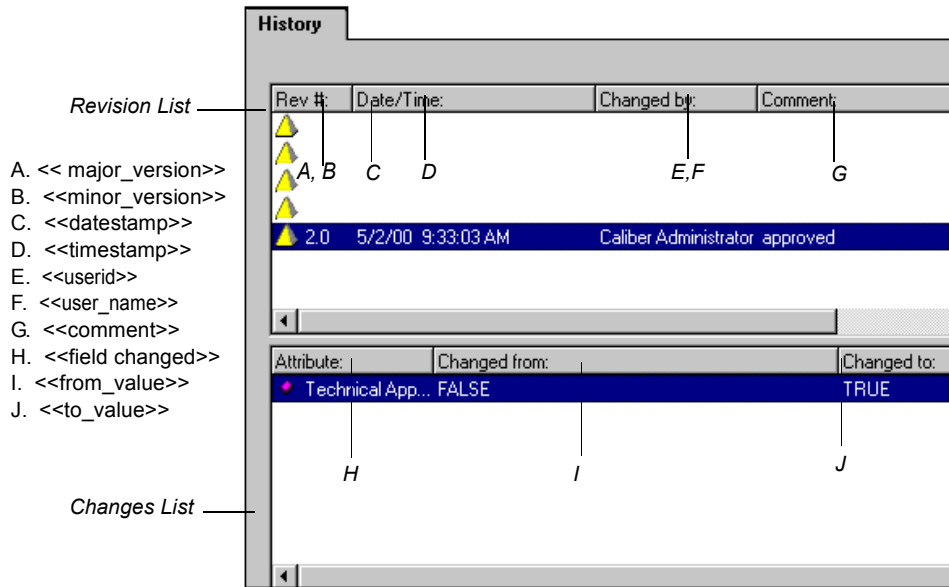 History
Revision List
Rev #: Date/Time: Changed by: Comment:
A, B C D E,F G
2.0 5/2/00 9:33:03 AM Caliber Administrator approved
A. << major_version>>
B. <<minor_version>>
C. <<datestamp>>
D. <<timestamp>>
E. <<userid>>
F. <<user_name>>
G. <<comment>>
H. <<field changed>>
I. <<from_value>>
J. <<to_value>>
Attribute: Changed from: Changed to:
Technical App... FALSE TRUE
H I J
Changes List